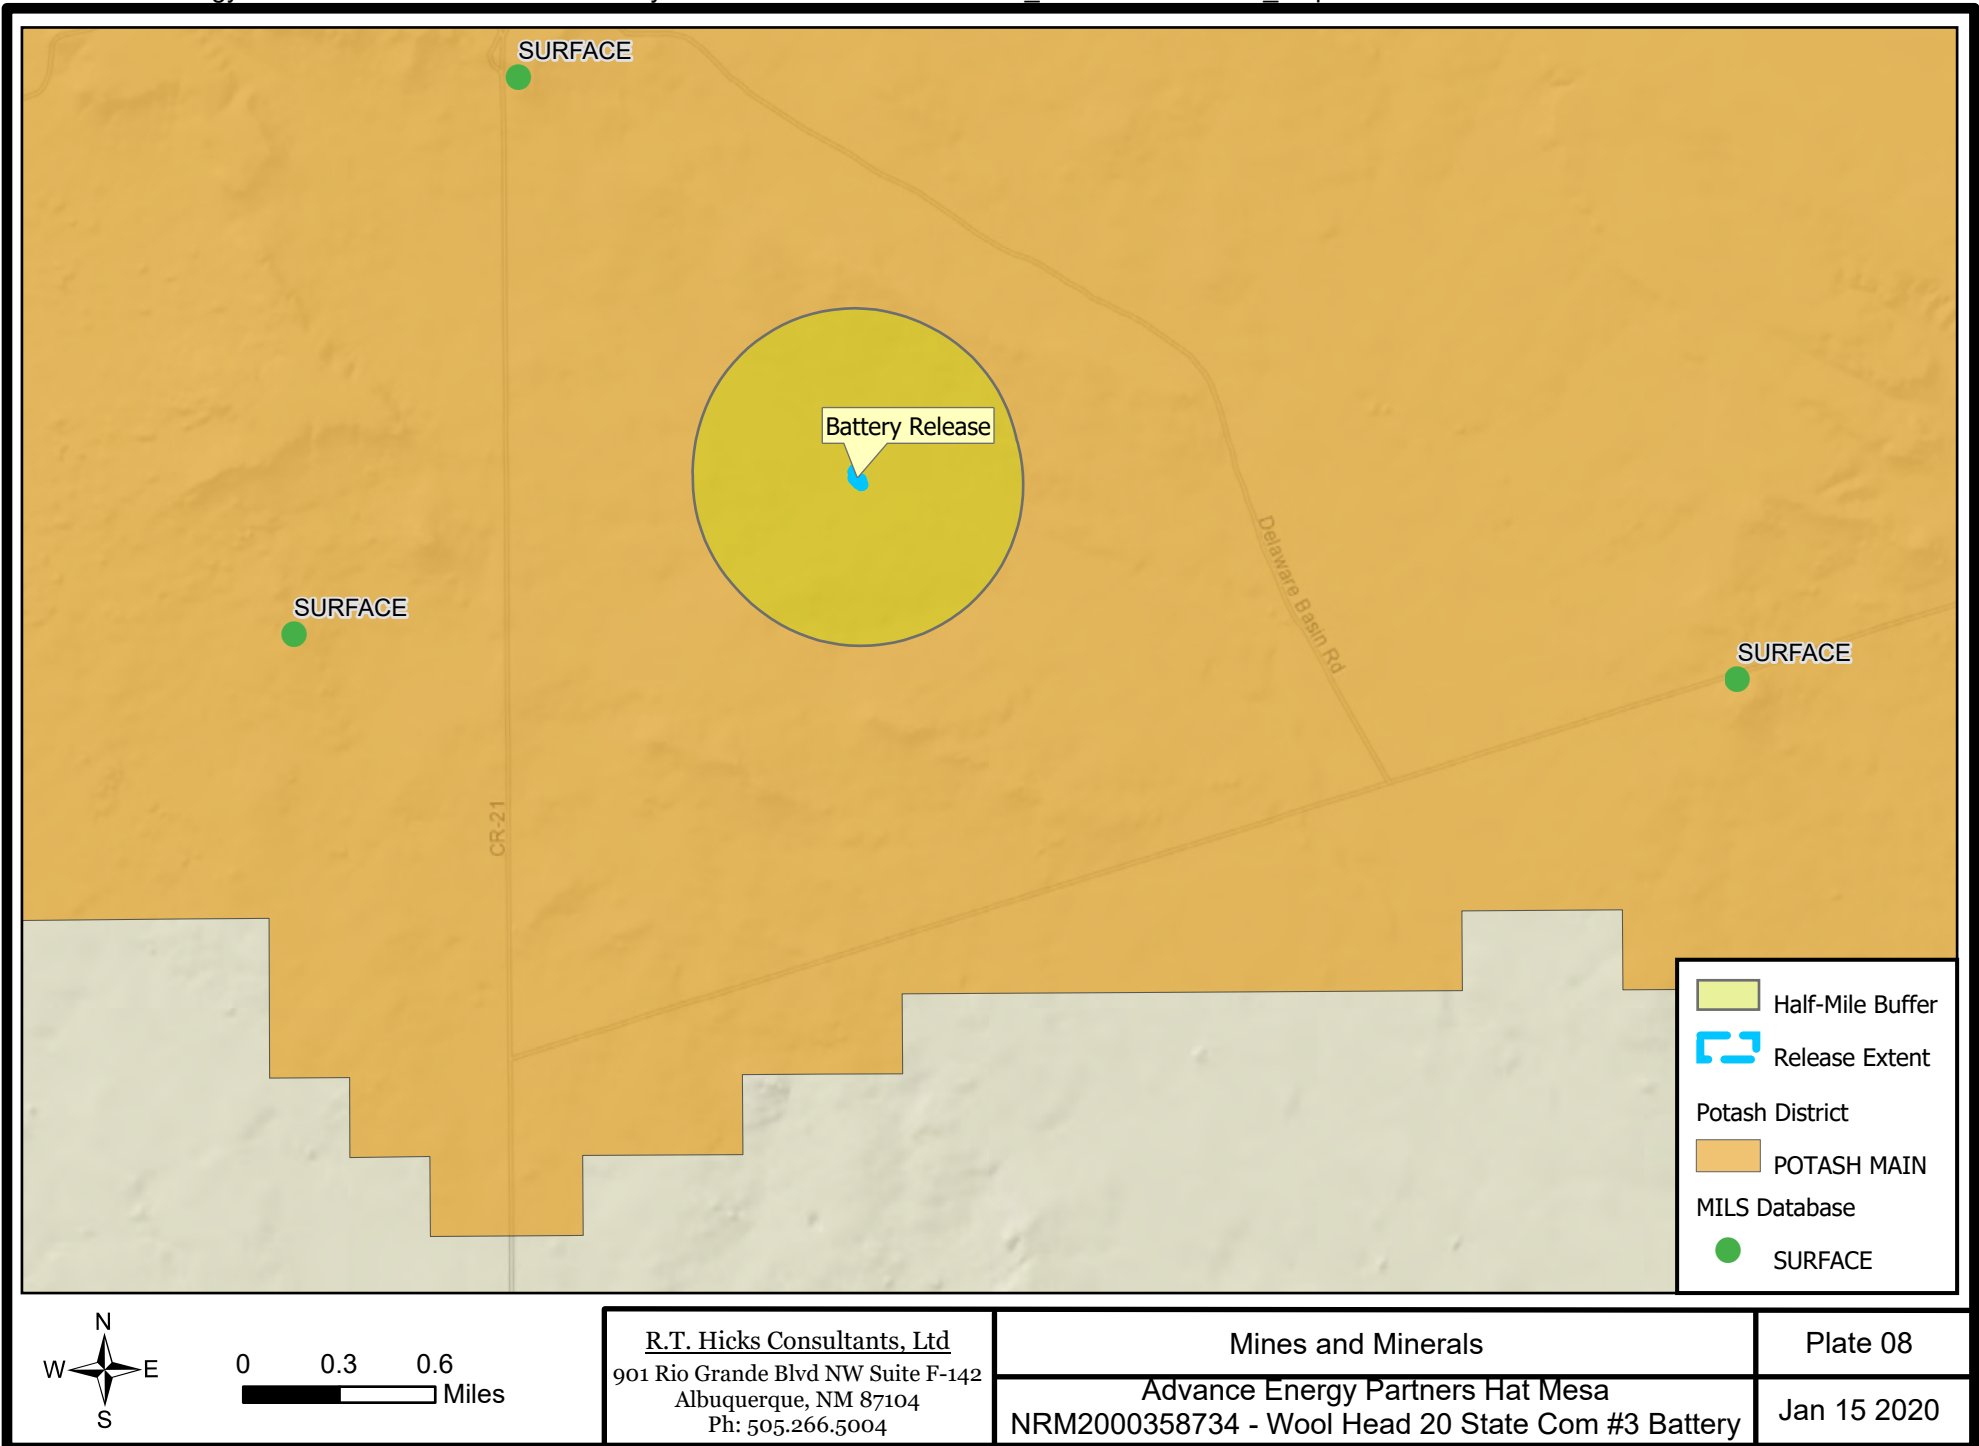 SURFACE
Battery Release
Delaware Basin Rd
SURFACE
SURFACE
CR-21
Half-Mile Buffer
Release Extent
Potash District
POTASH MAIN
MILS Database
SURFACE
N
W E
S
0 0.3 0.6
Miles
R.T. Hicks Consultants, Ltd
901 Rio Grande Blvd NW Suite F-142
Albuquerque, NM 87104
Ph: 505.266.5004
Mines and Minerals
Advance Energy Partners Hat Mesa
NRM2000358734 - Wool Head 20 State Com #3 Battery
Plate 08
Jan 15 2020